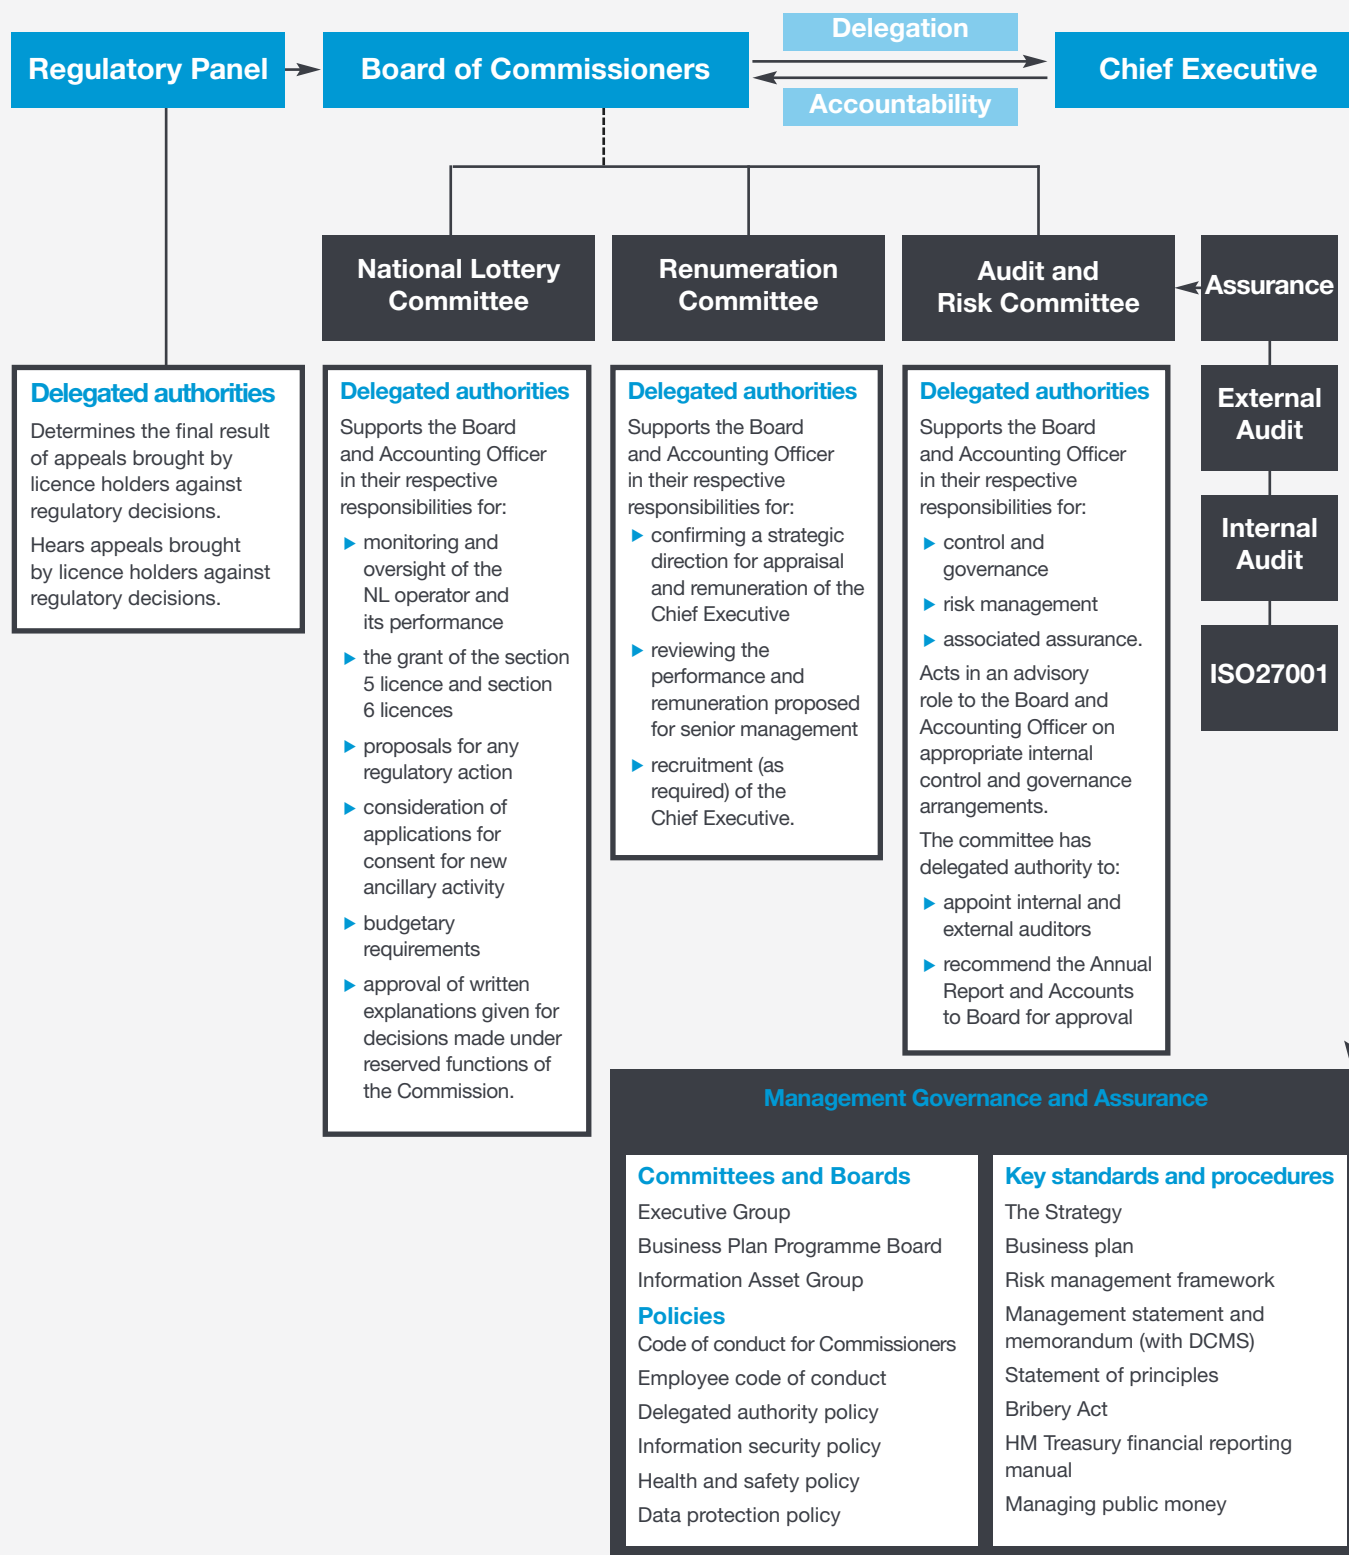 Delegation
Regulatory Panel
Board of Commissioners
Chief Executive
Accountability
National Lottery
Committee
Renumeration
Committee
Audit and
Risk Committee
Assurance
External
Audit
Internal
Audit
ISO27001
Delegated authorities
Determines the final result
of appeals brought by
licence holders against
regulatory decisions.
Hears appeals brought
by licence holders against
regulatory decisions.
Delegated authorities
Supports the Board
and Accounting Officer
in their respective
responsibilities for:
▶ monitoring and
oversight of the
NL operator and
its performance
▶ the grant of the section
5 licence and section
6 licences
▶ proposals for any
regulatory action
▶ consideration of
applications for
consent for new
ancillary activity
▶ budgetary
requirements
▶ approval of written
explanations given for
decisions made under
reserved functions of
the Commission.
Delegated authorities
Supports the Board
and Accounting Officer
in their respective
responsibilities for:
▶ confirming a strategic
direction for appraisal
and remuneration of the
Chief Executive
▶ reviewing the
performance and
remuneration proposed
for senior management
▶ recruitment (as
required) of the
Chief Executive.
Delegated authorities
Supports the Board
and Accounting Officer
in their respective
responsibilities for:
▶ control and
governance
▶ risk management
▶ associated assurance.
Acts in an advisory
role to the Board and
Accounting Officer on
appropriate internal
control and governance
arrangements.
The committee has
delegated authority to:
▶ appoint internal and
external auditors
▶ recommend the Annual
Report and Accounts
to Board for approval
Management Governance and Assurance
Committees and Boards
Executive Group
Business Plan Programme Board
Information Asset Group
Policies
Code of conduct for Commissioners
Employee code of conduct
Delegated authority policy
Information security policy
Health and safety policy
Data protection policy
Key standards and procedures
The Strategy
Business plan
Risk management framework
Management statement and
memorandum (with DCMS)
Statement of principles
Bribery Act
HM Treasury financial reporting
manual
Managing public money